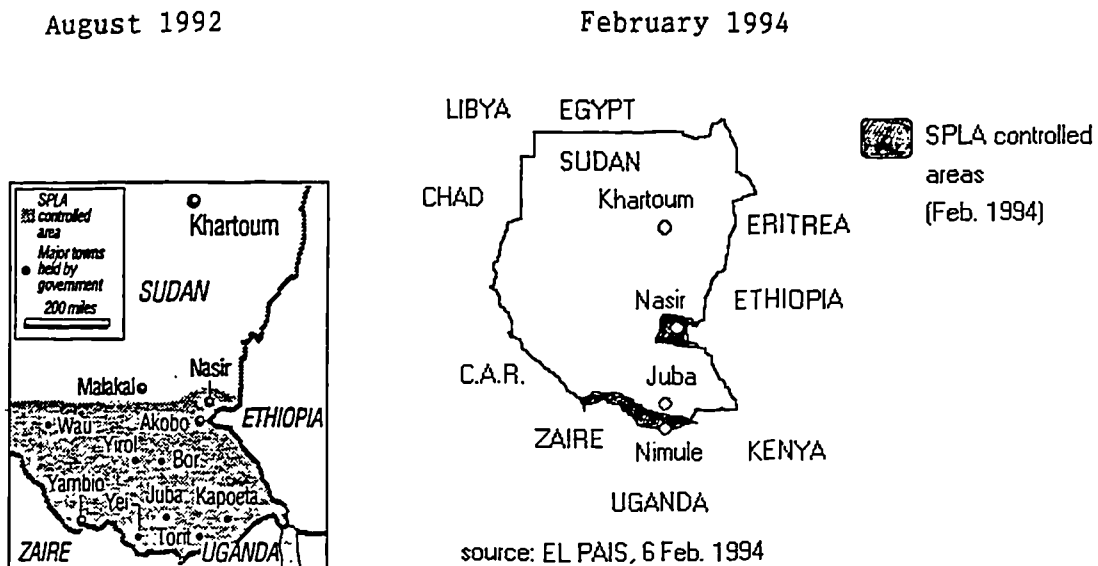 August 1992
February 1994
SPLA
controlled
area
Major towns
held by
government
200 miles
Khartoum
SUDAN
Nasir
Malakal
ETHIOPIA
Wau
Akobo
Yirol
Bor
Yambio
Yei
Juba
Kapoeta
Torit
ZAIRE
UGANDA
LIBYA
EGYPT
SUDAN
CHAD
Khartoum
ERITREA
Nasir
ETHIOPIA
C.A.R.
Juba
ZAIRE
Nimule
KENYA
UGANDA
SPLA controlled
areas
(Feb. 1994)
source: EL PAIS, 6 Feb. 1994